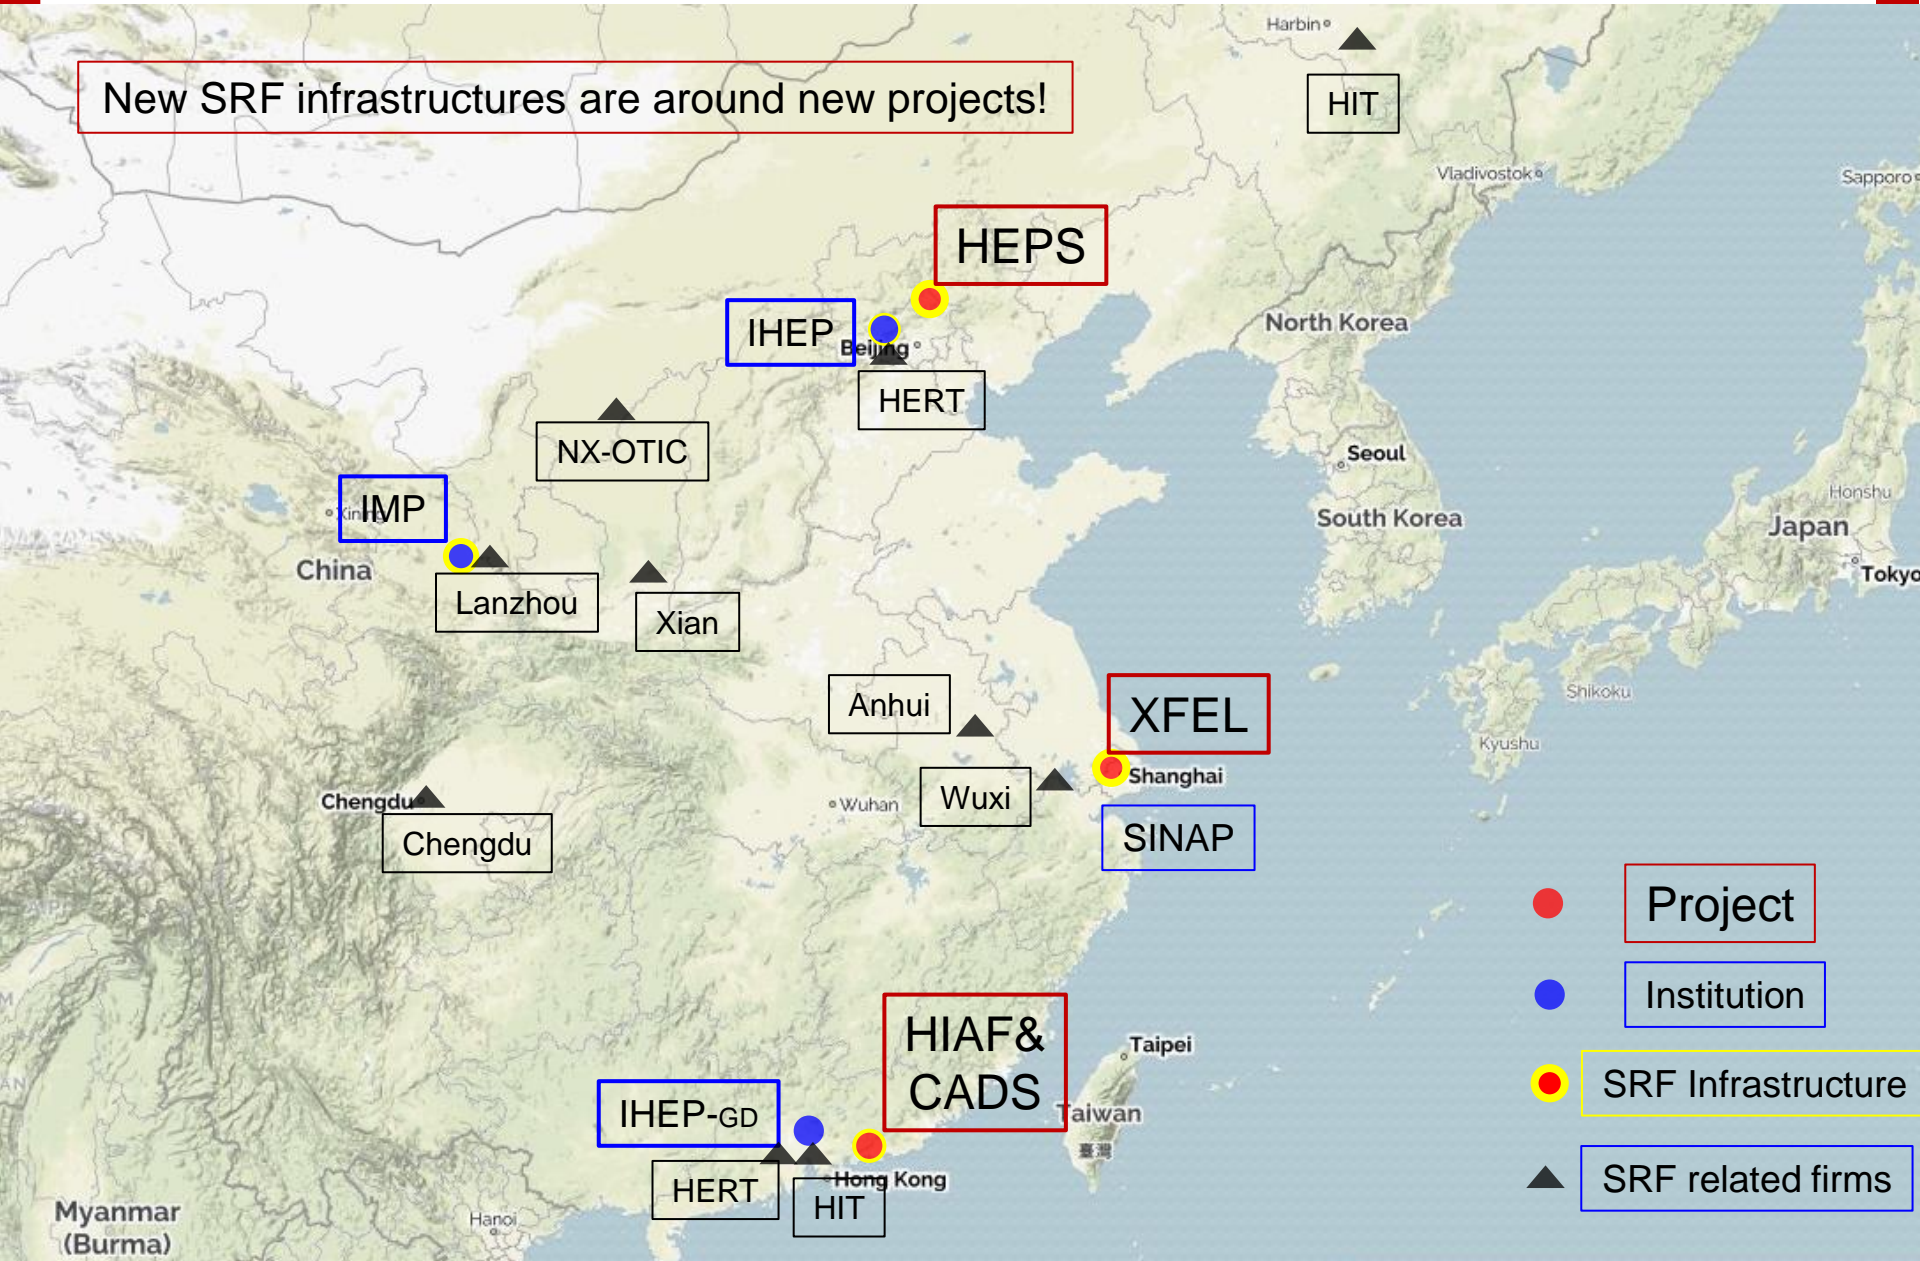 Harbin
New SRF infrastructures are around new projects!
HIT
Vladivostok
Sapporo
HEPS
IHEP
Beijing
North Korea
HERT
NX-OTIC
Seoul
IMP
Honshu
South Korea
Japan
China
Tokyo
Lanzhou
Xian
Anhui
XFEL
Shikoku
Kyushu
Shanghai
Chengdu
Wuhan
Wuxi
Chengdu
SINAP
Project
Institution
HIAF&
CADS
Taipei
SRF Infrastructure
IHEP-GD
Taiwan
臺灣
Hong Kong
SRF related firms
HERT
HIT
Myanmar
(Burma)
Hanoi